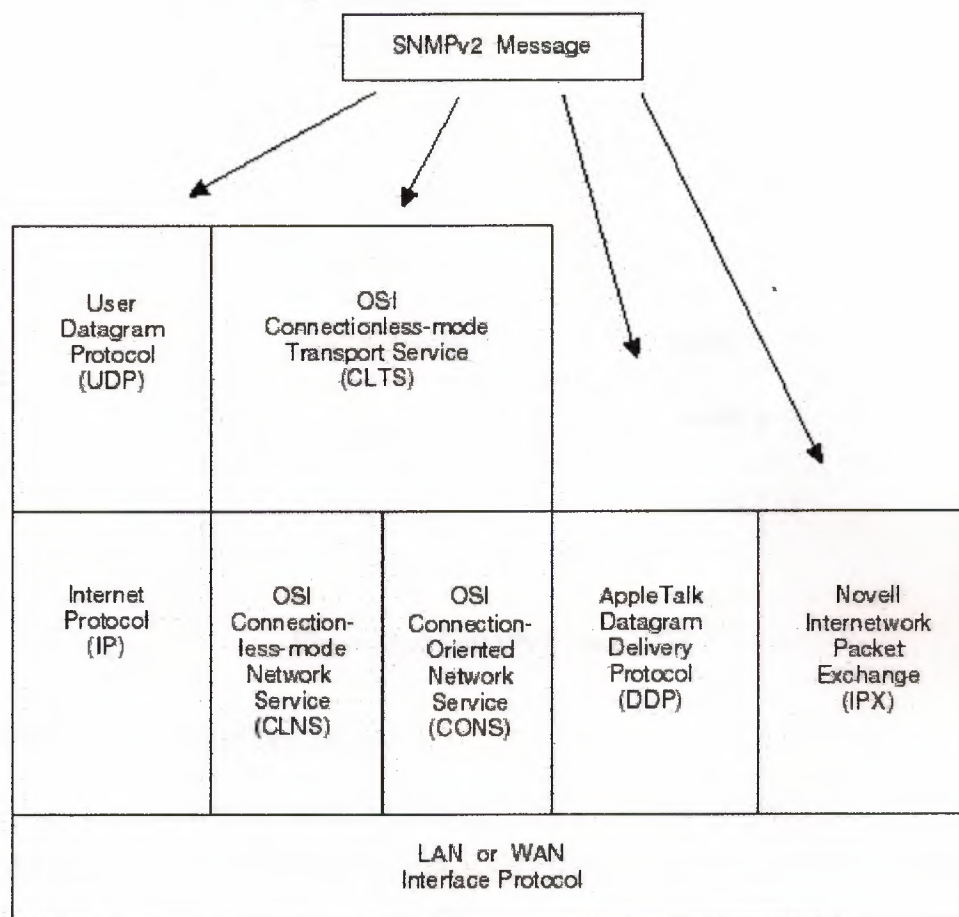 SNMPv2 Message
User
Datagram
Protocol
(UDP)
OSI
Connectionless-mode
Transport Service
(CLTS)
Internet
Protocol
(IP)
OSI
Connection-
less-mode
Network
Service
(CLNS)
OSI
Connection-
Oriented
Network
Service
(CONS)
AppleTalk
Datagram
Delivery
Protocol
(DDP)
Novell
Internetwork
Packet
Exchange
(IPX)
LAN or WAN
Interface Protocol